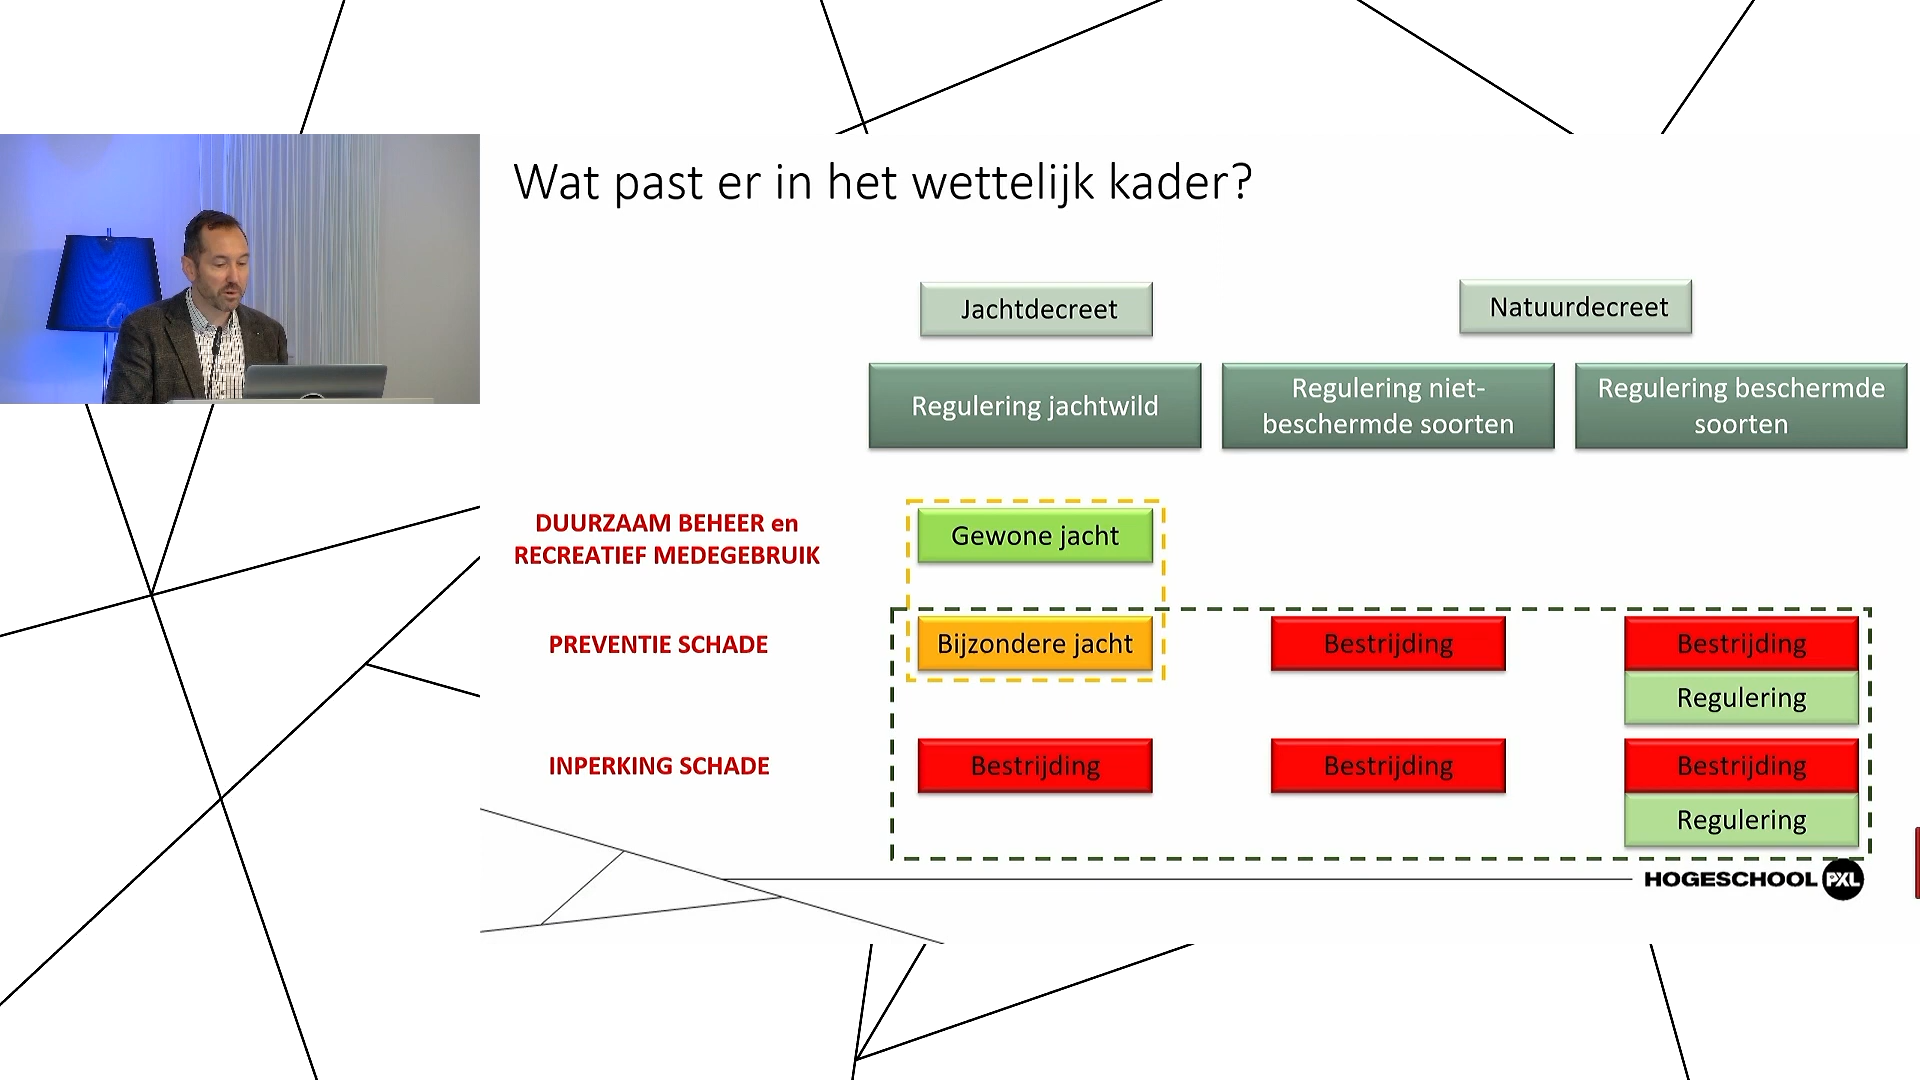 Wat past er in het wettelijk kader?
Jachtdecreet
Natuurdecreet
Regulering jachtwild
Regulering niet-
beschermde soorten
Regulering beschermde
soorten
DUURZAAM BEHEER en
RECREATIEF MEDEGEBRUIK
Gewone jacht
PREVENTIE SCHADE
Bijzondere jacht
Bestrijding
Bestrijding
Regulering
INPERKING SCHADE
Bestrijding
Bestrijding
Bestrijding
Regulering
HOGESCHOOL PXL